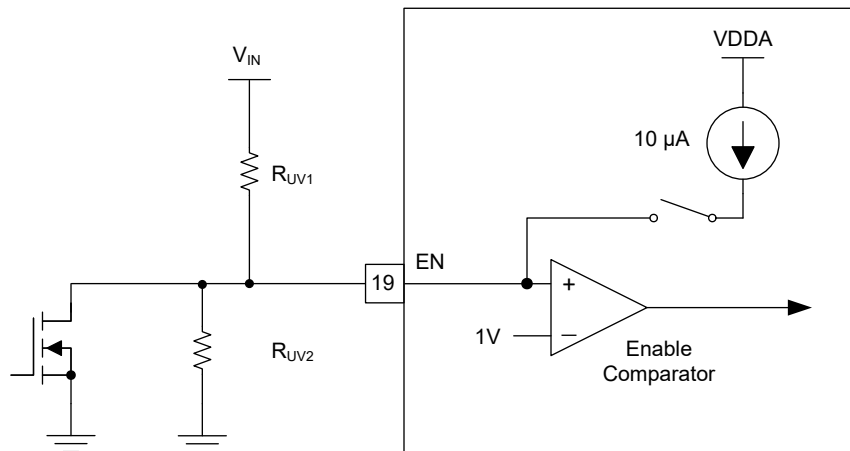 VDDA
V_IN
10 µA
R_UV1
EN
19
1V
R_UV2
Enable
Comparator